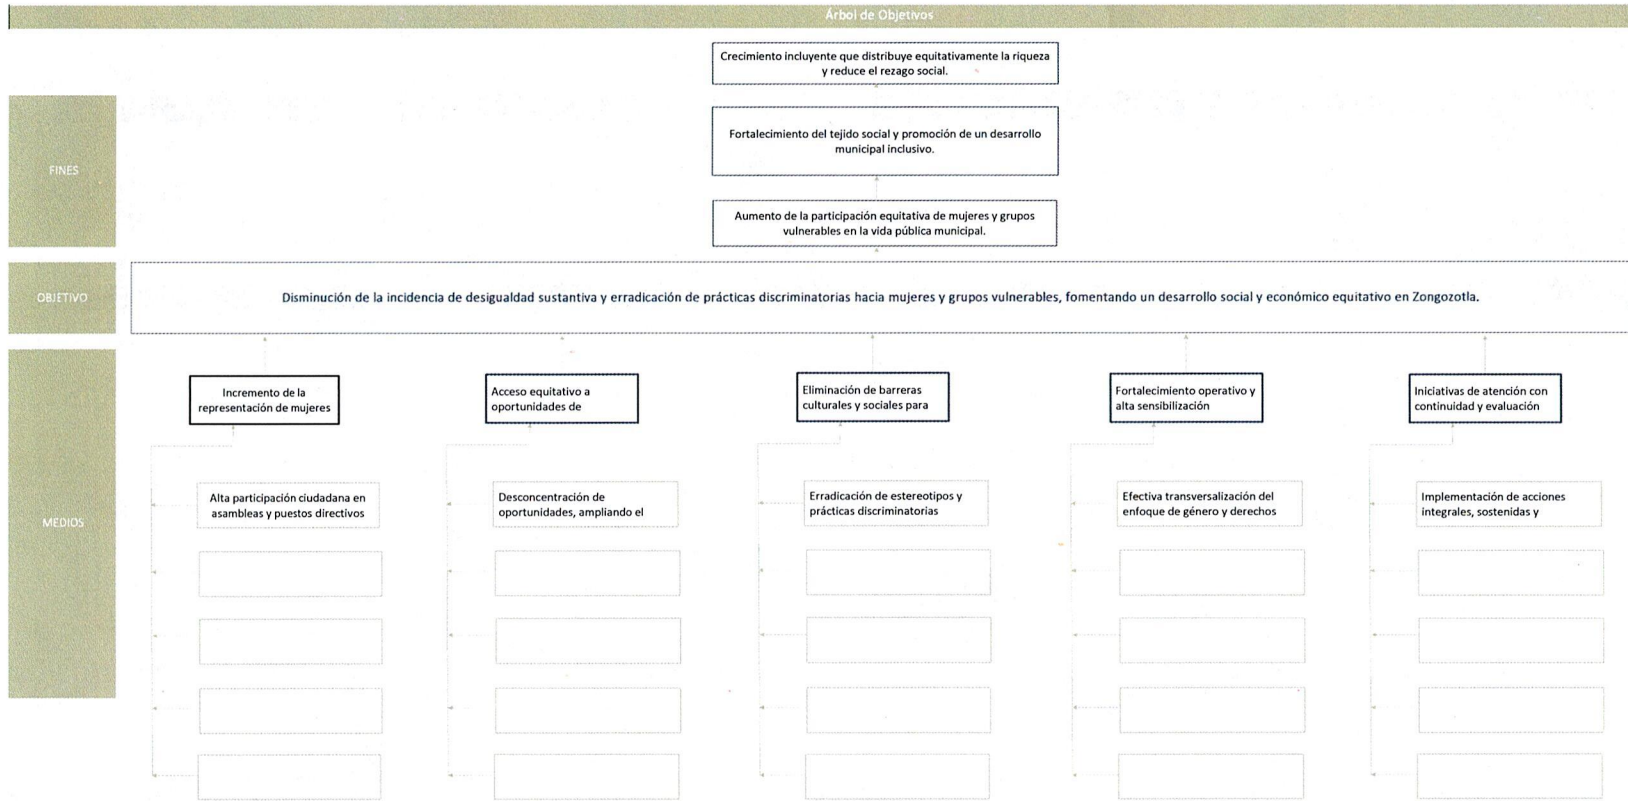 Árbol de Objetivos
Crecimiento incluyente que distribuye equitativamente la riqueza
y reduce el rezago social.
FINES
Fortalecimiento del tejido social y promoción de un desarrollo
municipal inclusivo.
Aumento de la participación equitativa de mujeres y grupos
vulnerables en la vida pública municipal.
OBJETIVO
Disminución de la incidencia de desigualdad sustantiva y erradicación de prácticas discriminatorias hacia mujeres y grupos vulnerables, fomentando un desarrollo social y económico equitativo en Zongozotla.
MEDIOS
Incremento de la
representación de mujeres
Acceso equitativo a
oportunidades de
Eliminación de barreras
culturales y sociales para
Fortalecimiento operativo y
alta sensibilización
Iniciativas de atención con
continuidad y evaluación
Alta participación ciudadana en
asambleas y puestos directivos
Desconcentración de
oportunidades, ampliando el
Erradicación de estereotipos y
prácticas discriminatorias
Efectiva transversalización del
enfoque de género y derechos
Implementación de acciones
integrales, sostenidas y